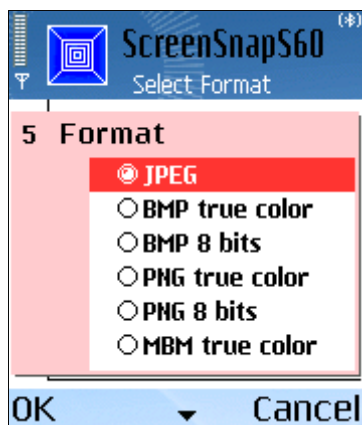 ScreenSnapS60
Select Format
5 Format
JPEG
BMP true color
BMP 8 bits
PNG true color
PNG 8 bits
MBM true color
OK Cancel